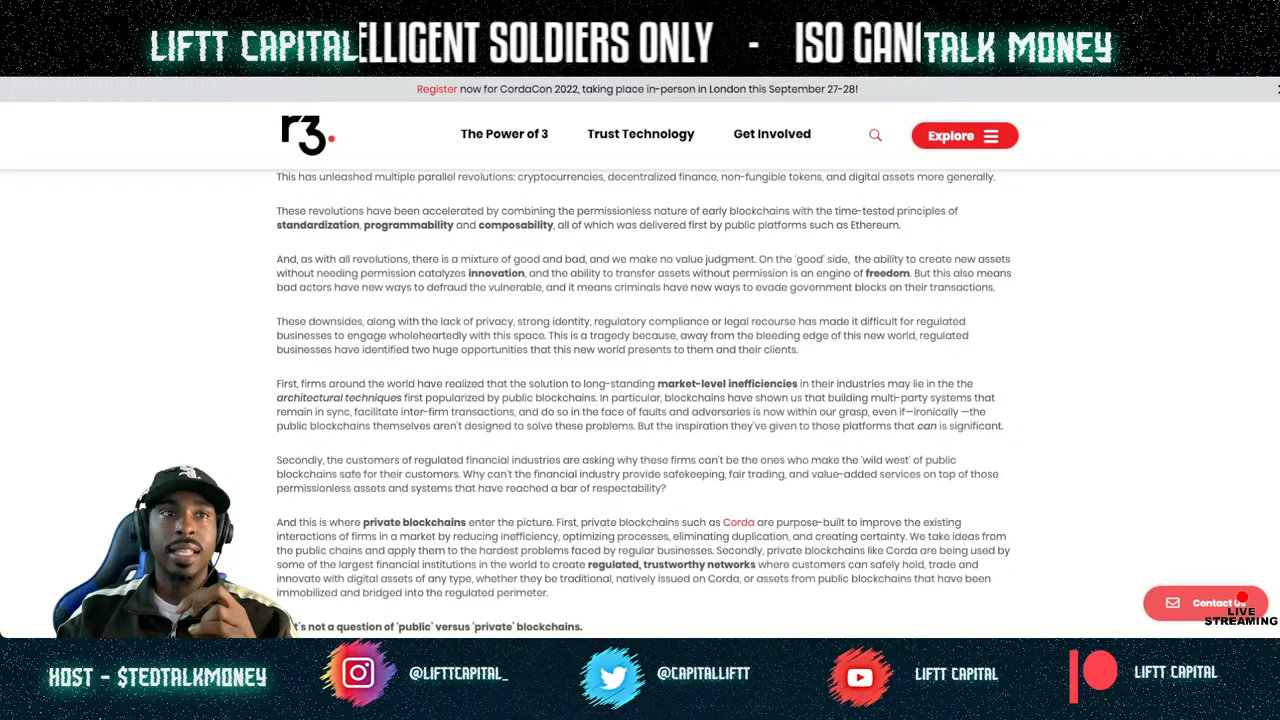 LIFTT CAPITAL
ELLIGENT SOLDIERS ONLY - ISO GAN
TALK MONEY
Register now for CordaCon 2022, taking place in-person in London this September 27-28!
r3.
The Power of 3
Trust Technology
Get Involved
Explore
This has unleashed multiple parallel revolutions: cryptocurrencies, decentralized finance, non-fungible tokens, and digital assets more generally.
These revolutions have been accelerated by combining the permissionless nature of early blockchains with the time-tested principles of
standardization, programmability and composability, all of which was delivered first by public platforms such as Ethereum.
And, as with all revolutions, there is a mixture of good and bad, and we make no value judgment. On the 'good' side, the ability to create new assets
without needing permission catalyzes innovation, and the ability to transfer assets without permission is an engine of freedom. But this also means
bad actors have new ways to defraud the vulnerable, and it means criminals have new ways to evade government blocks on their transactions.
These downsides, along with the lack of privacy, strong identity, regulatory compliance or legal recourse has made it difficult for regulated
businesses to engage wholeheartedly with this space. This is a tragedy because, away from the bleeding edge of this new world, regulated
businesses have identified two huge opportunities that this new world presents to them and their clients.
First, firms around the world have realized that the solution to long-standing market-level inefficiencies in their industries may lie in the the
architectural techniques first popularized by public blockchains. In particular, blockchains have shown us that building multi-party systems that
remain in sync, facilitate inter-firm transactions, and do so in the face of faults and adversaries is now within our grasp, even if—ironically —the
public blockchains themselves aren't designed to solve these problems. But the inspiration they've given to those platforms that can is significant.
Secondly, the customers of regulated financial industries are asking why these firms can't be the ones who make the 'wild west' of public
blockchains safe for their customers. Why can't the financial industry provide safekeeping, fair trading, and value-added services on top of those
permissionless assets and systems that have reached a bar of respectability?
And this is where private blockchains enter the picture. First, private blockchains such as Corda are purpose-built to improve the existing
interactions of firms in a market by reducing inefficiency, optimizing processes, eliminating duplication, and creating certainty. We take ideas from
the public chains and apply them to the hardest problems faced by regular businesses. Secondly, private blockchains like Corda are being used by
some of the largest financial institutions in the world to create regulated, trustworthy networks where customers can safely hold, trade and
innovate with digital assets of any type, whether they be traditional, natively issued on Corda, or assets from public blockchains that have been
immobilized and bridged into the regulated perimeter.
t's not a question of 'public' versus 'private' blockchains.
Contact Us
LIVE
STREAMING
HOST - $TEDTALKMONEY
@LIFTTCAPITAL_
@CAPITALLIFTT
LIFTT CAPITAL
LIFTT CAPITAL